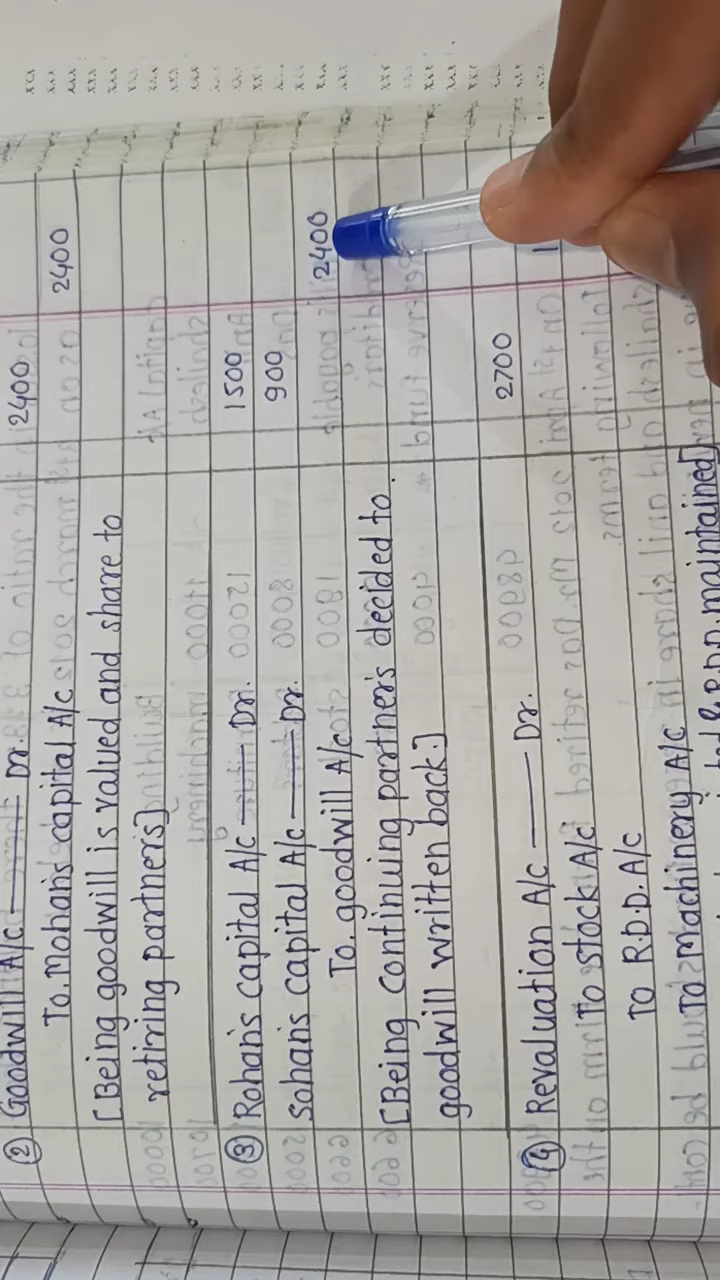 ② Goodwill A/c —— Dr. 2400
To. Mohan's capital A/c 2400
[Being goodwill is valued and share to
retiring partners]
③ Rohan's capital A/c —— Dr. 1500
Sohan's capital A/c —— Dr. 900
To. goodwill A/c 2400
[Being continuing partner's decided to.
goodwill written back.]
④ Revaluation A/c —— Dr. 2700
To stock A/c
To R.D.D. A/c
To Machinery A/c
& R.D.D. maintained]